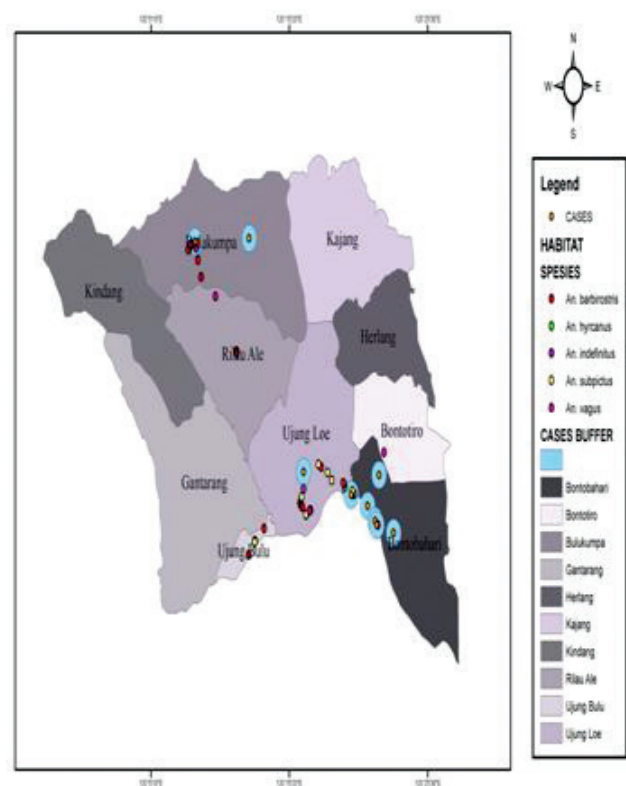 N
W E
S
Bulukumpa
Kajang
Kindang
Herlang
Rilau Ale
Ujung Loe
Bontotiro
Gantarang
Ujung Bulu
Bontobahari
Legend
CASES
HABITAT
SPESIES
An. barbirostris
An. hyrcanus
An. indefinitus
An. subpictus
An. vagus
CASES BUFFER
Bontobahari
Bontotiro
Bulukumpa
Gantarang
Herlang
Kajang
Kindang
Rilau Ale
Ujung Bulu
Ujung Loe